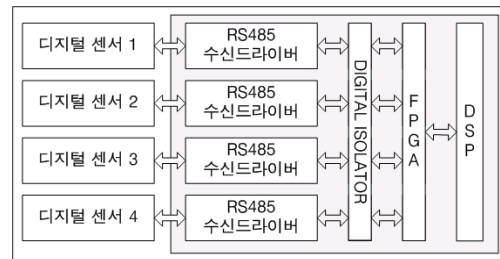 디지털 센서 1
RS485
수신드라이버
디지털 센서 2
RS485
수신드라이버
디지털 센서 3
RS485
수신드라이버
디지털 센서 4
RS485
수신드라이버
DIGITAL ISOLATOR
FPGA
DSP